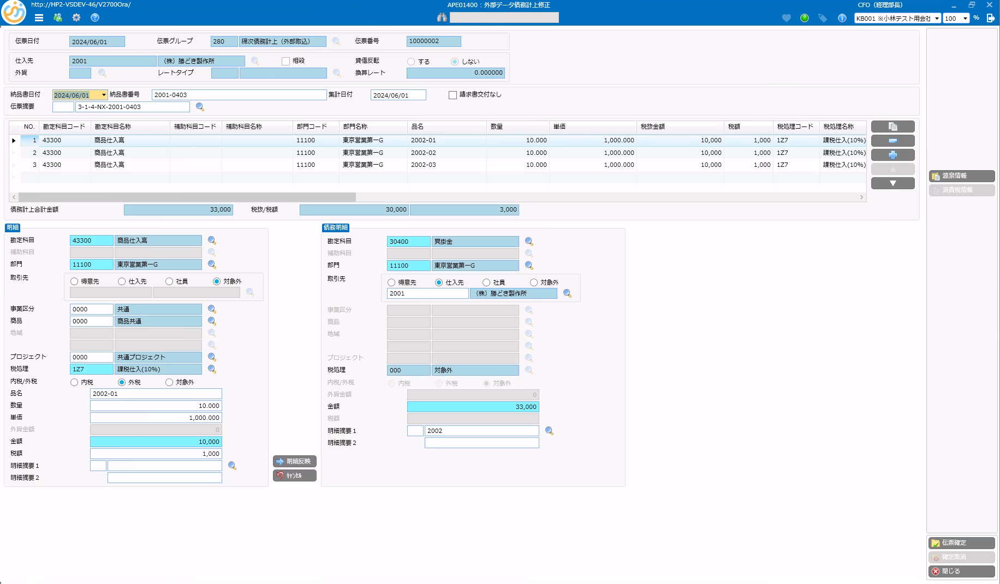 http://HP2-VSDEV-46/V2700Ora/
APE01400：外部データ債務計上修正
CFO（経理部長）
KB001 ※小林テスト用会社
100 %
伝票日付 2024/06/01 伝票グループ 280 締次債務計上（外部取込） 伝票番号 10000002
仕入先 2001 （株）勝どき製作所 相殺 貸借反転 する しない
外貨 レートタイプ 換算レート 0.000000
納品書日付 2024/06/01 納品書番号 2001-0403 集計日付 2024/06/01 請求書交付なし
伝票摘要 3-1-4-NX-2001-0403
NO. 勘定科目コード 勘定科目名称 補助科目コード 補助科目名称 部門コード 部門名称 品名 数量 単価 税抜金額 税額 税処理コード 税処理名称
1 43300 商品仕入高 11100 東京営業第一G 2002-01 10.000 1,000.000 10,000 1,000 1Z7 課税仕入(10%)
2 43300 商品仕入高 11100 東京営業第一G 2002-02 10.000 1,000.000 10,000 1,000 1Z7 課税仕入(10%)
3 43300 商品仕入高 11100 東京営業第一G 2002-03 10.000 1,000.000 10,000 1,000 1Z7 課税仕入(10%)
債務計上合計金額 33,000 税抜/税額 30,000 3,000
明細
勘定科目 43300 商品仕入高
補助科目
部門 11100 東京営業第一G
取引先 得意先 仕入先 社員 対象外
事業区分 0000 共通
商品 0000 商品共通
地域
プロジェクト 0000 共通プロジェクト
税処理 1Z7 課税仕入(10%)
内税/外税 内税 外税 対象外
品名 2002-01
数量 10.000
単価 1,000.000
外貨金額 0
金額 10,000
税額 1,000
明細摘要１
明細摘要２
明細反映
ｷｬﾝｾﾙ
債務明細
勘定科目 30400 買掛金
補助科目
部門 11100 東京営業第一G
取引先 得意先 仕入先 社員 対象外
2001 （株）勝どき製作所
事業区分
商品
地域
プロジェクト
税処理 000 対象外
内税/外税 内税 外税 対象外
外貨金額 0
金額 33,000
税額
明細摘要１ 2002
明細摘要２
源泉情報
消費税情報
伝票確定
確定取消
閉じる